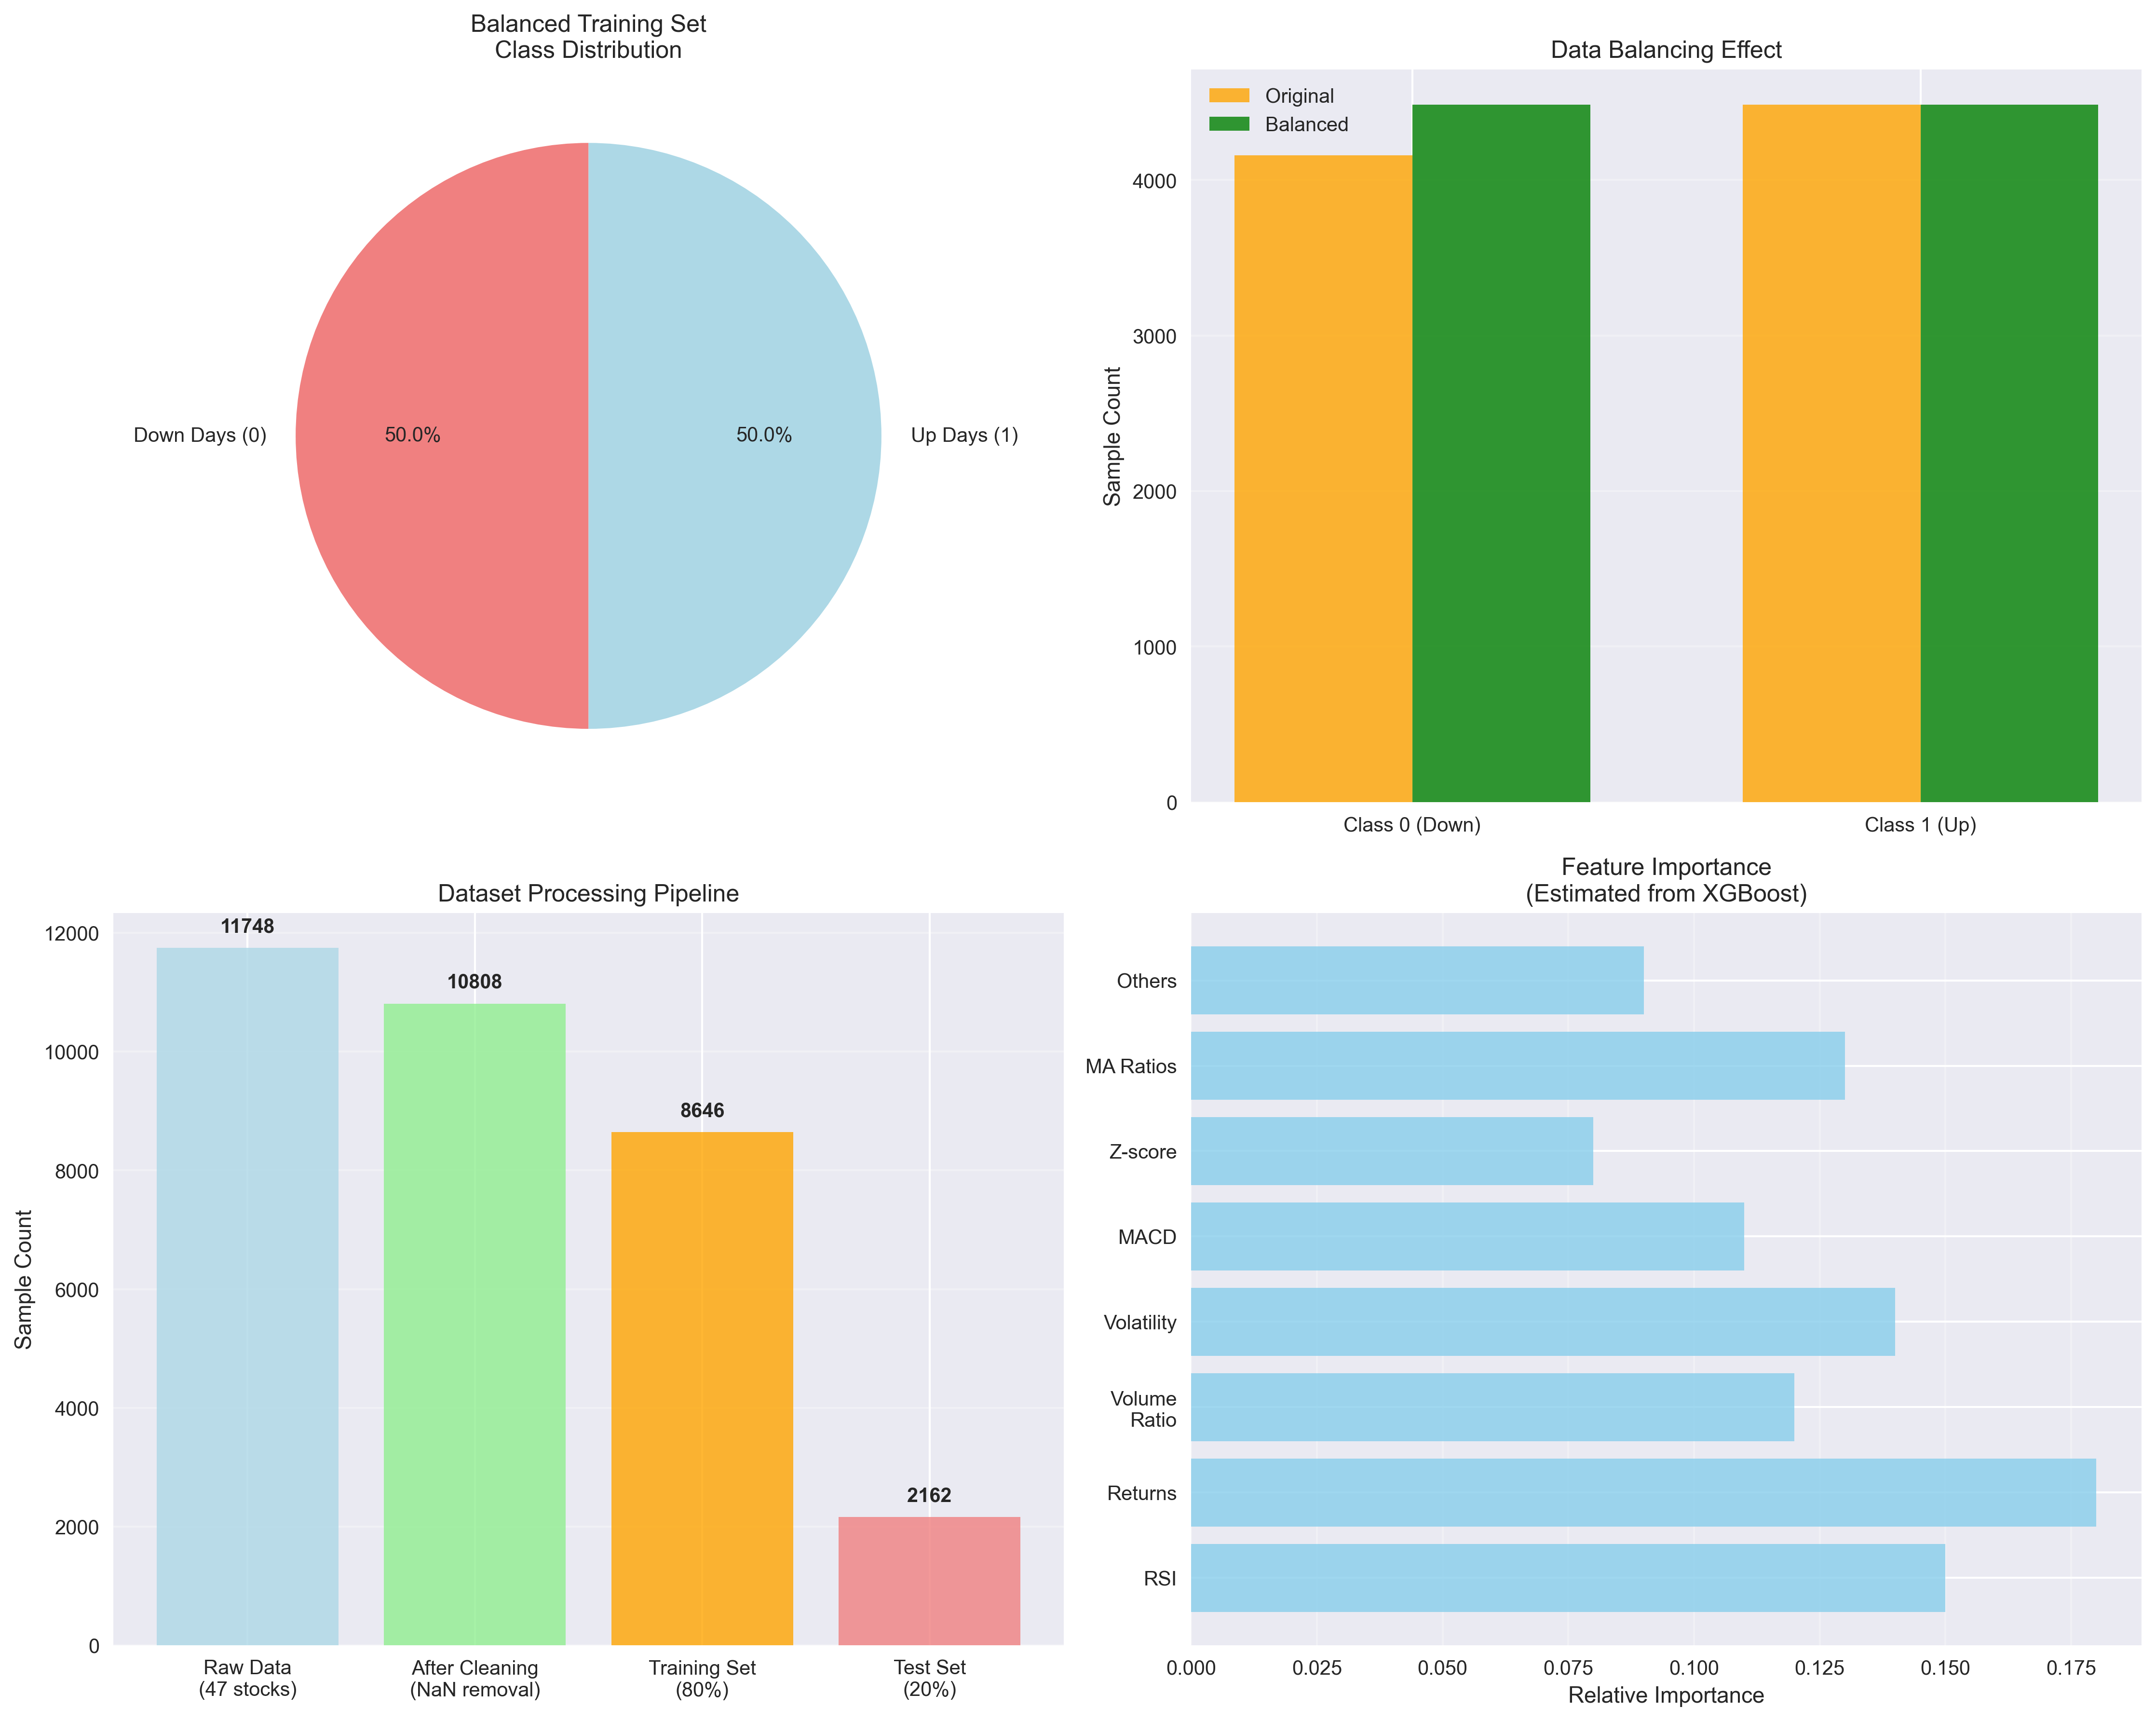 Balanced Training Set
Class Distribution
Down Days (0)
50.0%
50.0%
Up Days (1)
Data Balancing Effect
Original
Balanced
Sample Count
4000
3000
2000
1000
0
Class 0 (Down)
Class 1 (Up)
Dataset Processing Pipeline
Sample Count
12000
10000
8000
6000
4000
2000
0
11748
10808
8646
2162
Raw Data
(47 stocks)
After Cleaning
(NaN removal)
Training Set
(80%)
Test Set
(20%)
Feature Importance
(Estimated from XGBoost)
Others
MA Ratios
Z-score
MACD
Volatility
Volume
Ratio
Returns
RSI
0.000
0.025
0.050
0.075
0.100
0.125
0.150
0.175
Relative Importance